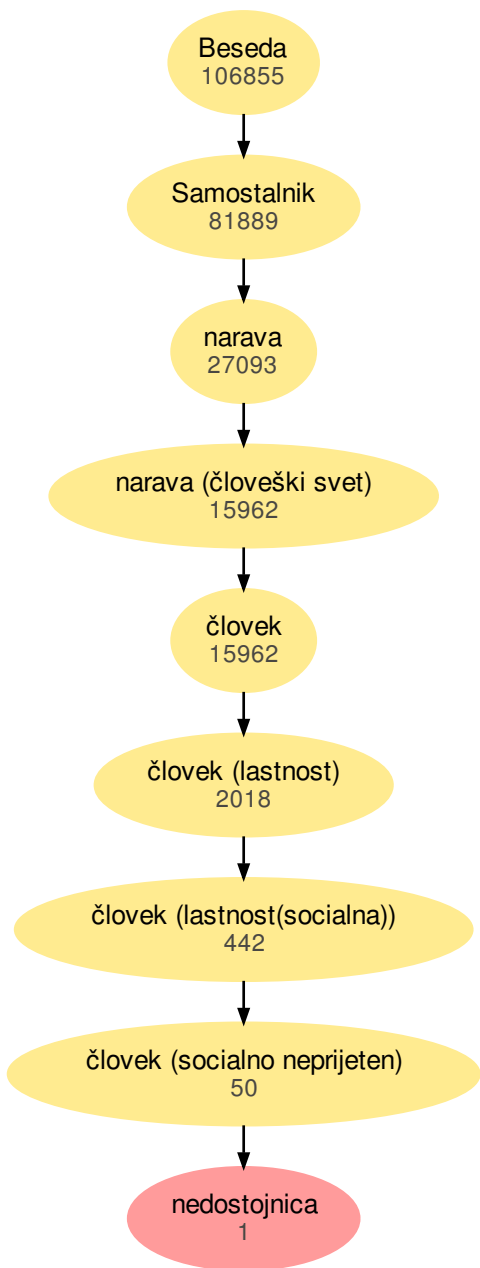 Beseda
106855
Samostalnik
81889
narava
27093
narava (človeški svet)
15962
človek
15962
človek (lastnost)
2018
človek (lastnost(socialna))
442
človek (socialno neprijeten)
50
nedostojnica
1